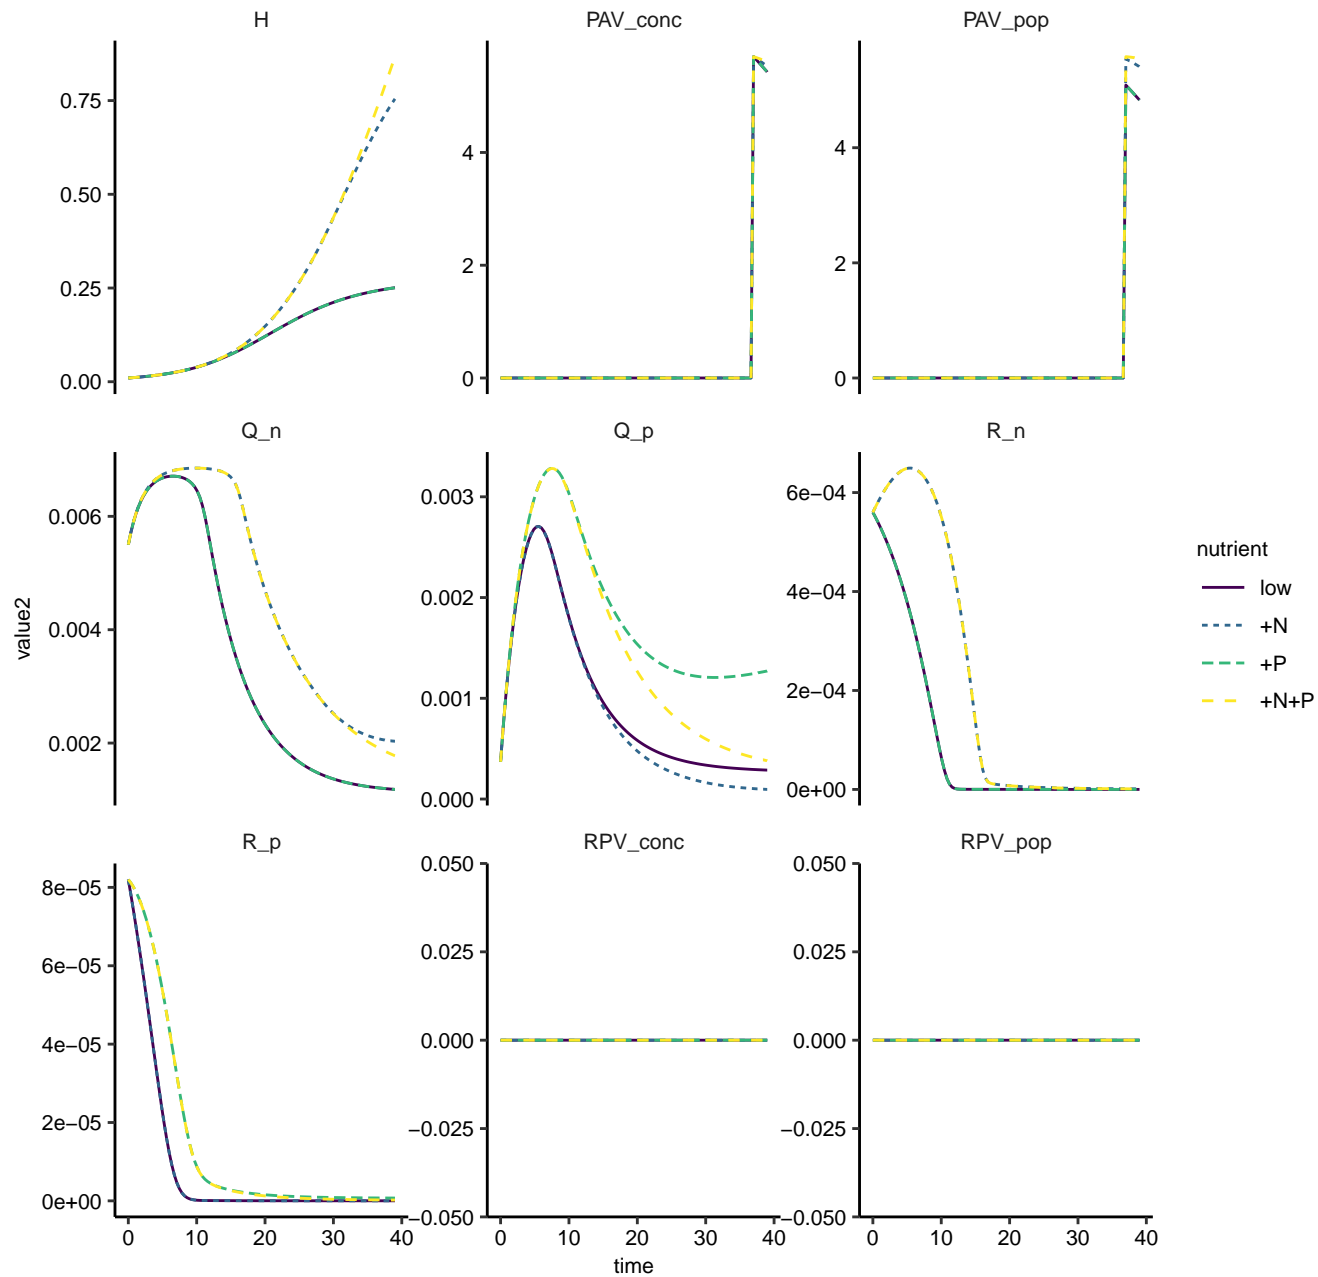 H
PAV_conc
PAV_pop
0.75
0.50
0.25
0.00
4
2
0
4
2
0
Q_n
Q_p
R_n
0.006
0.004
0.002
0.003
0.002
0.001
0.000
6e−04
4e−04
2e−04
0e+00
R_p
RPV_conc
RPV_pop
8e−05
6e−05
4e−05
2e−05
0e+00
0.050
0.025
0.000
−0.025
−0.050
0.050
0.025
0.000
−0.025
−0.050
0 10 20 30 40
0 10 20 30 40
0 10 20 30 40
time
value2
nutrient
low
+N
+P
+N+P